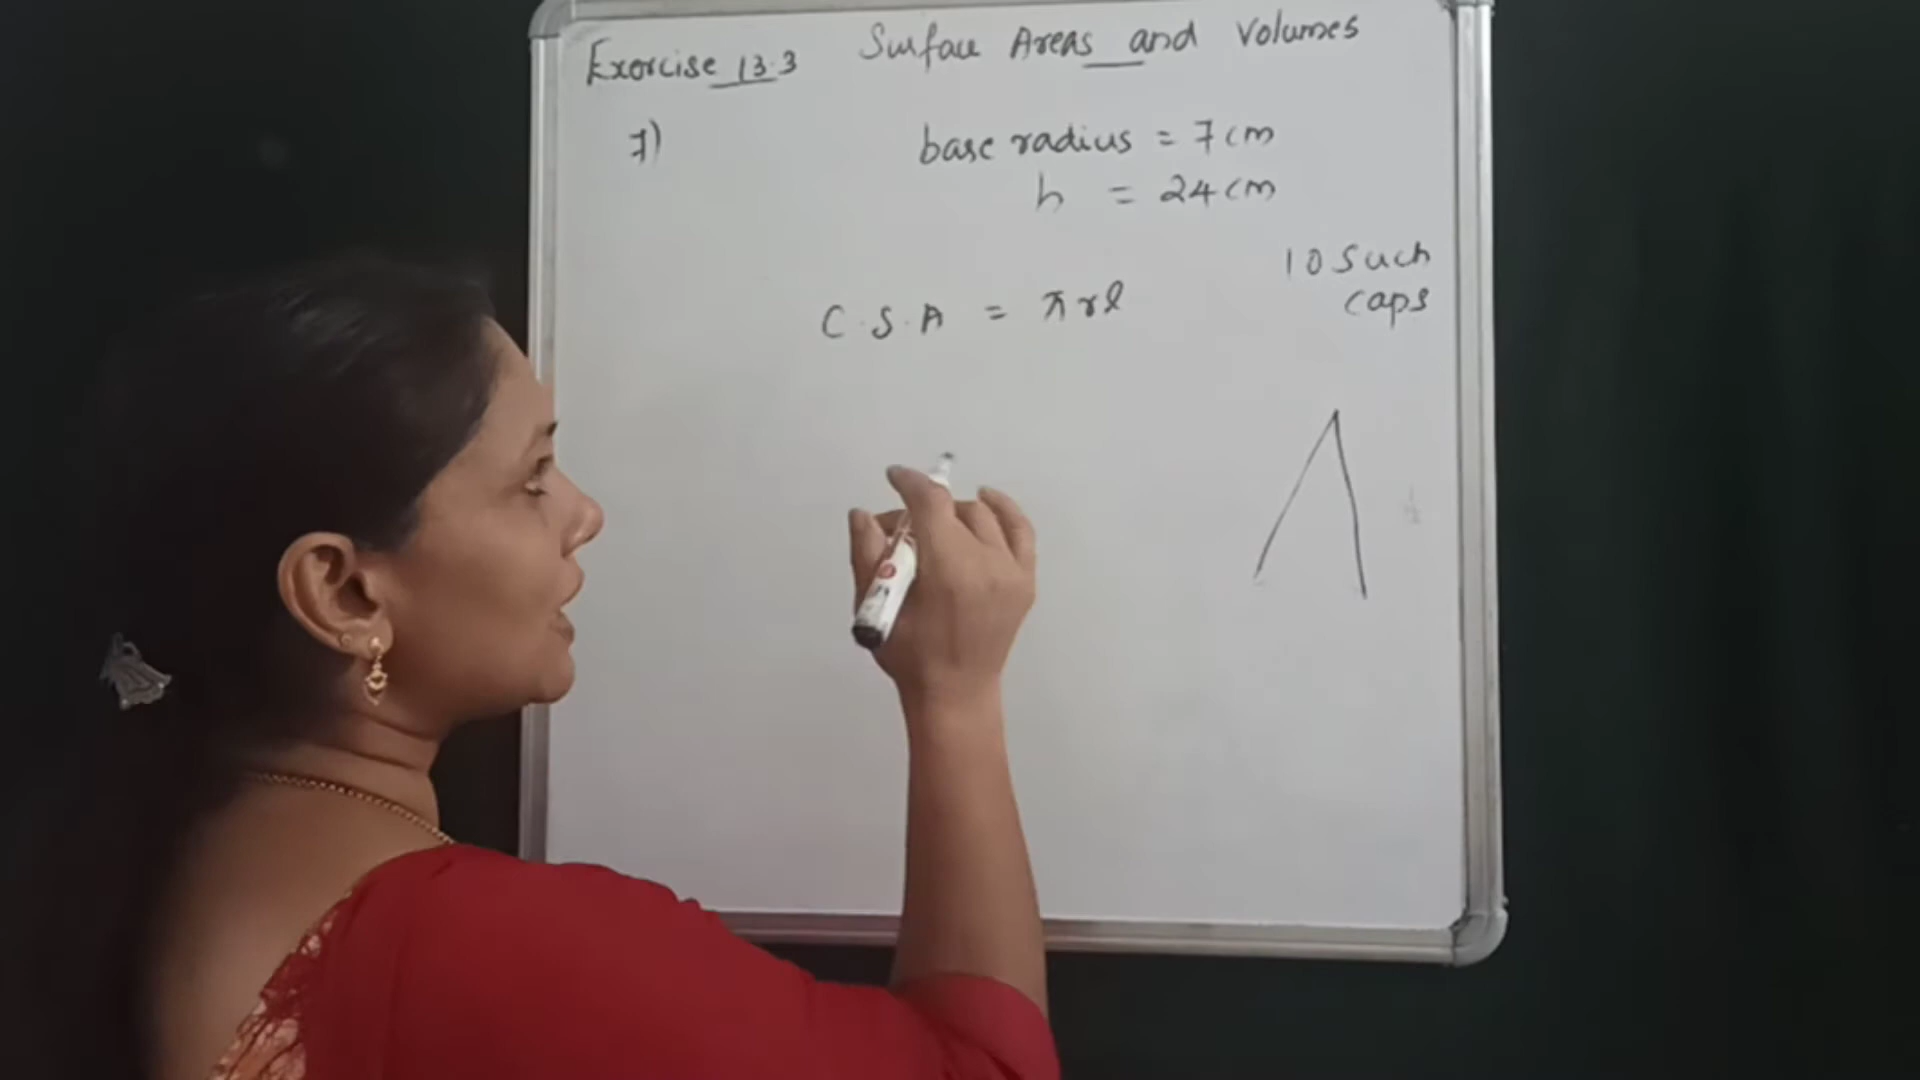 Exercise 13.3 Surface Areas and Volumes
7) base radius = 7 cm
h = 24 cm
10 such
caps
C.S.A = πrl